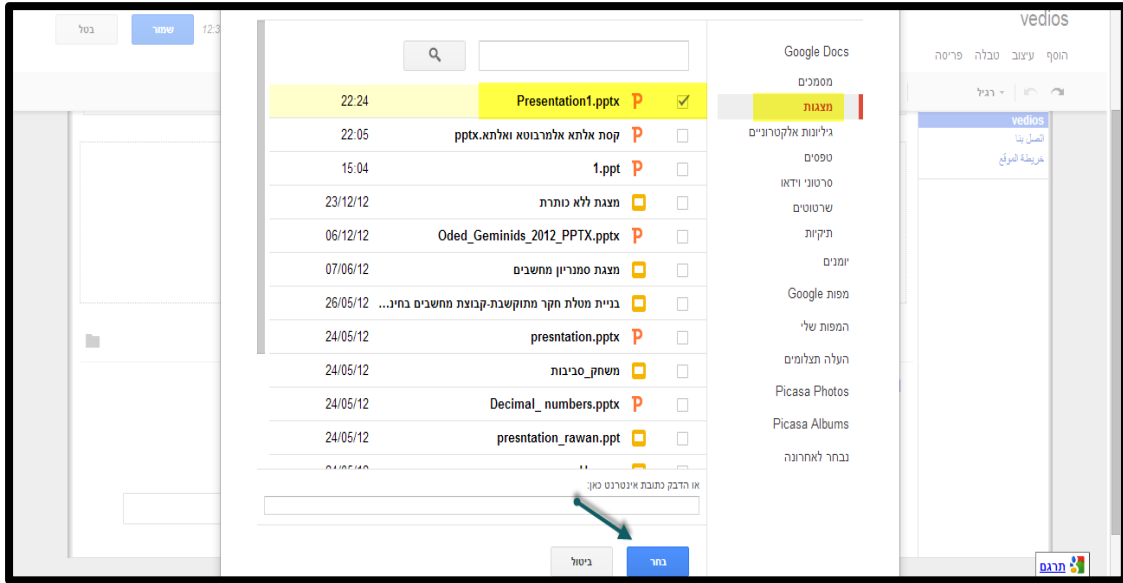 vedios
הוסף עיצוב טבלה פריסה
שמור
בטל
12:3
רגיל
vedios
اتصل بنا
خريطة الموقع
Google Docs
מסמכים
מצגות
גיליונות אלקטרוניים
טפסים
סרטוני וידאו
שרטוטים
תיקיות
יומנים
מפות Google
המפות שלי
העלה תצלומים
Picasa Photos
Picasa Albums
נבחר לאחרונה
Presentation1.pptx 22:24
קסת אלתא אלמרבוטא ואלתא.pptx 22:05
1.ppt 15:04
מצגת ללא כותרת 23/12/12
Oded_Geminids_2012_PPTX.pptx 06/12/12
מצגת סמנריון מחשבים 07/06/12
בניית מטלת חקר מתוקשבת-קבוצת מחשבים בחינ... 26/05/12
presntation.pptx 24/05/12
משחק_סביבות 24/05/12
Decimal_ numbers.pptx 24/05/12
presntation_rawan.ppt 24/05/12
או הדבק כתובת אינטרנט כאן:
בחר
ביטול
תרגם